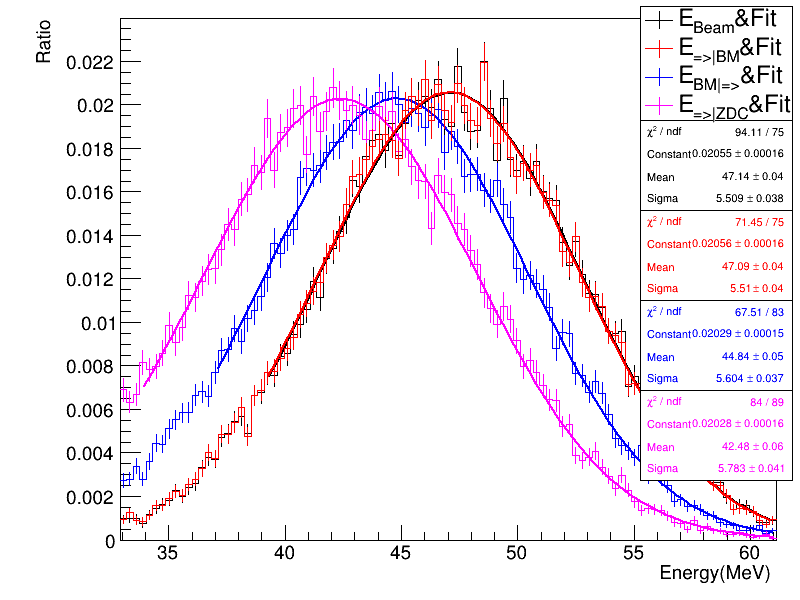 Ratio
0.022
0.02
0.018
0.016
0.014
0.012
0.01
0.008
0.006
0.004
0.002
0
35
40
45
50
55
60
Energy(MeV)
E_Beam&Fit
E_=>|BM&Fit
E_BM|=>&Fit
E_=>|ZDC&Fit
χ² / ndf 94.11 / 75
Constant 0.02055 ± 0.00016
Mean 47.14 ± 0.04
Sigma 5.509 ± 0.038
χ² / ndf 71.45 / 75
Constant 0.02056 ± 0.00016
Mean 47.09 ± 0.04
Sigma 5.51 ± 0.04
χ² / ndf 67.51 / 83
Constant 0.02029 ± 0.00015
Mean 44.84 ± 0.05
Sigma 5.604 ± 0.037
χ² / ndf 84 / 89
Constant 0.02028 ± 0.00016
Mean 42.48 ± 0.06
Sigma 5.783 ± 0.041